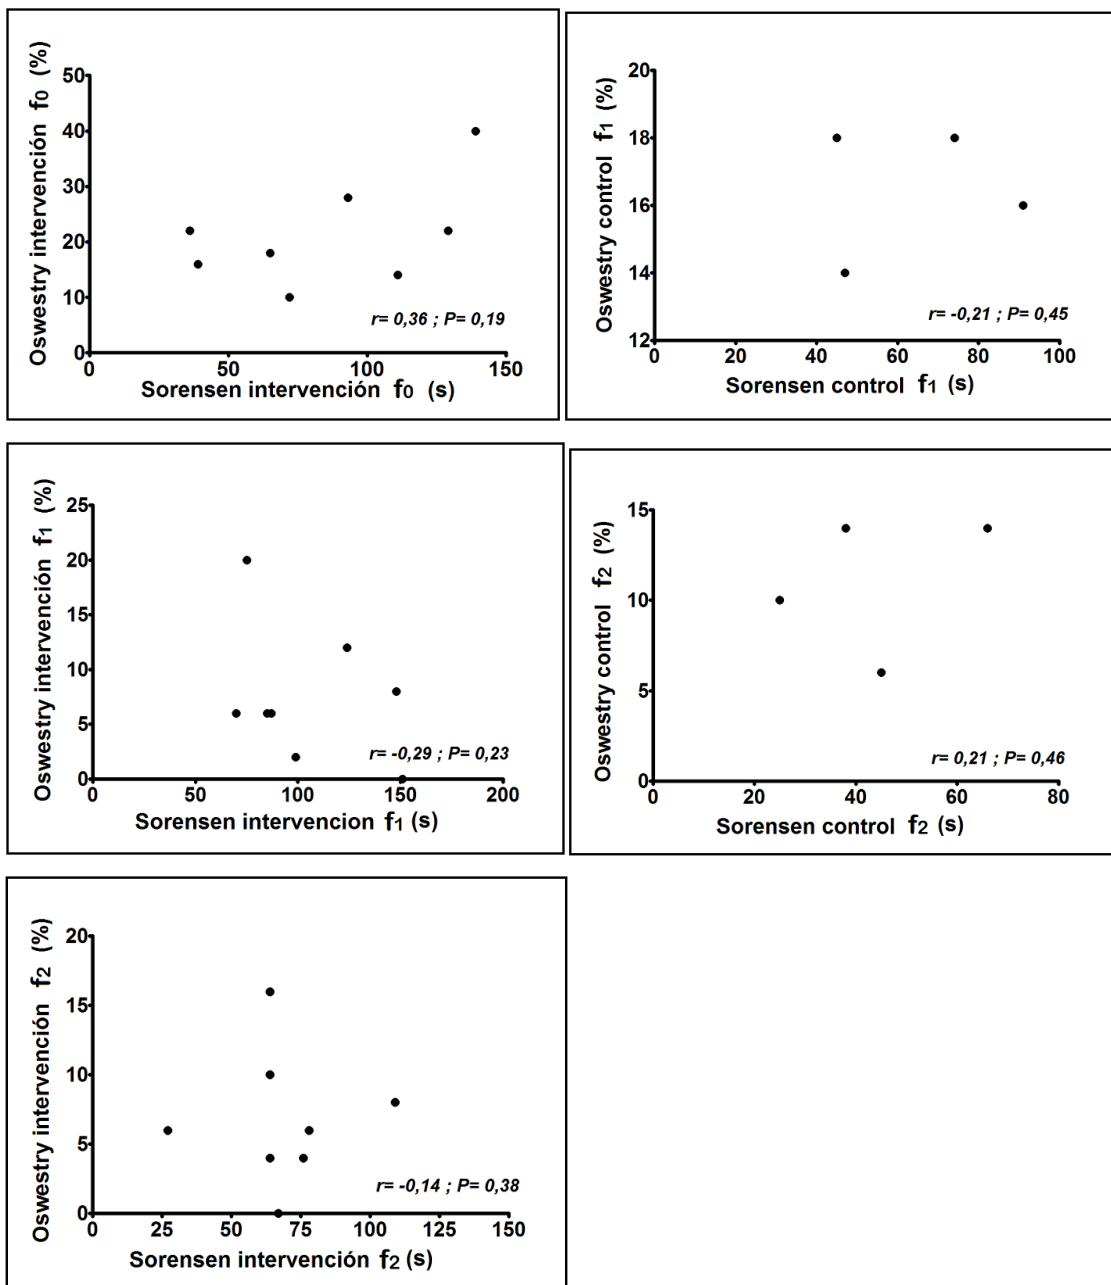 Oswestry intervención f0 (%)
50
40
30
20
10
0
r= 0,36 ; P= 0,19
0 50 100 150
Sorensen intervención f0 (s)
Oswestry control f1 (%)
20
18
16
14
12
r= -0,21 ; P= 0,45
0 20 40 60 80 100
Sorensen control f1 (s)
Oswestry intervención f1 (%)
25
20
15
10
5
0
r= -0,29 ; P= 0,23
0 50 100 150 200
Sorensen intervencion f1 (s)
Oswestry control f2 (%)
15
10
5
0
r= 0,21 ; P= 0,46
0 20 40 60 80
Sorensen control f2 (s)
Oswestry intervención f2 (%)
20
15
10
5
0
r= -0,14 ; P= 0,38
0 25 50 75 100 125 150
Sorensen intervención f2 (s)